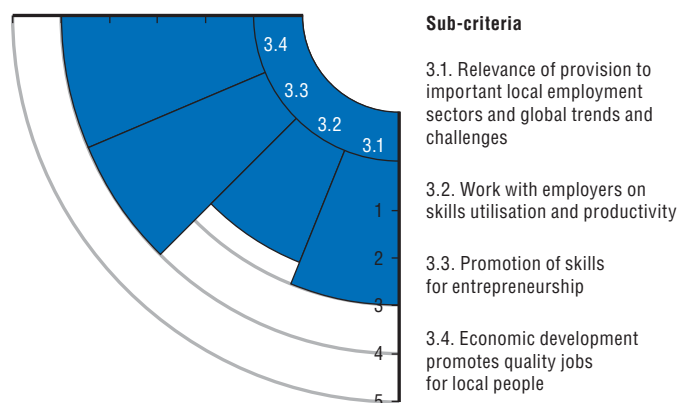 3.4
3.3
3.2
3.1
1
2
3
4
5
Sub-criteria
3.1. Relevance of provision to
important local employment
sectors and global trends and
challenges
3.2. Work with employers on
skills utilisation and productivity
3.3. Promotion of skills
for entrepreneurship
3.4. Economic development
promotes quality jobs
for local people